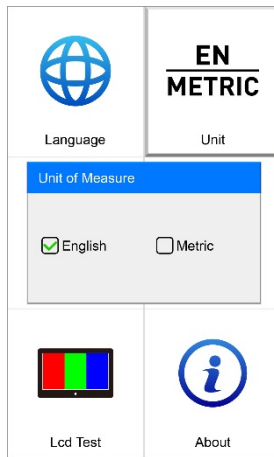 EN
METRIC
Language
Unit
Unit of Measure
English
Metric
i
Lcd Test
About